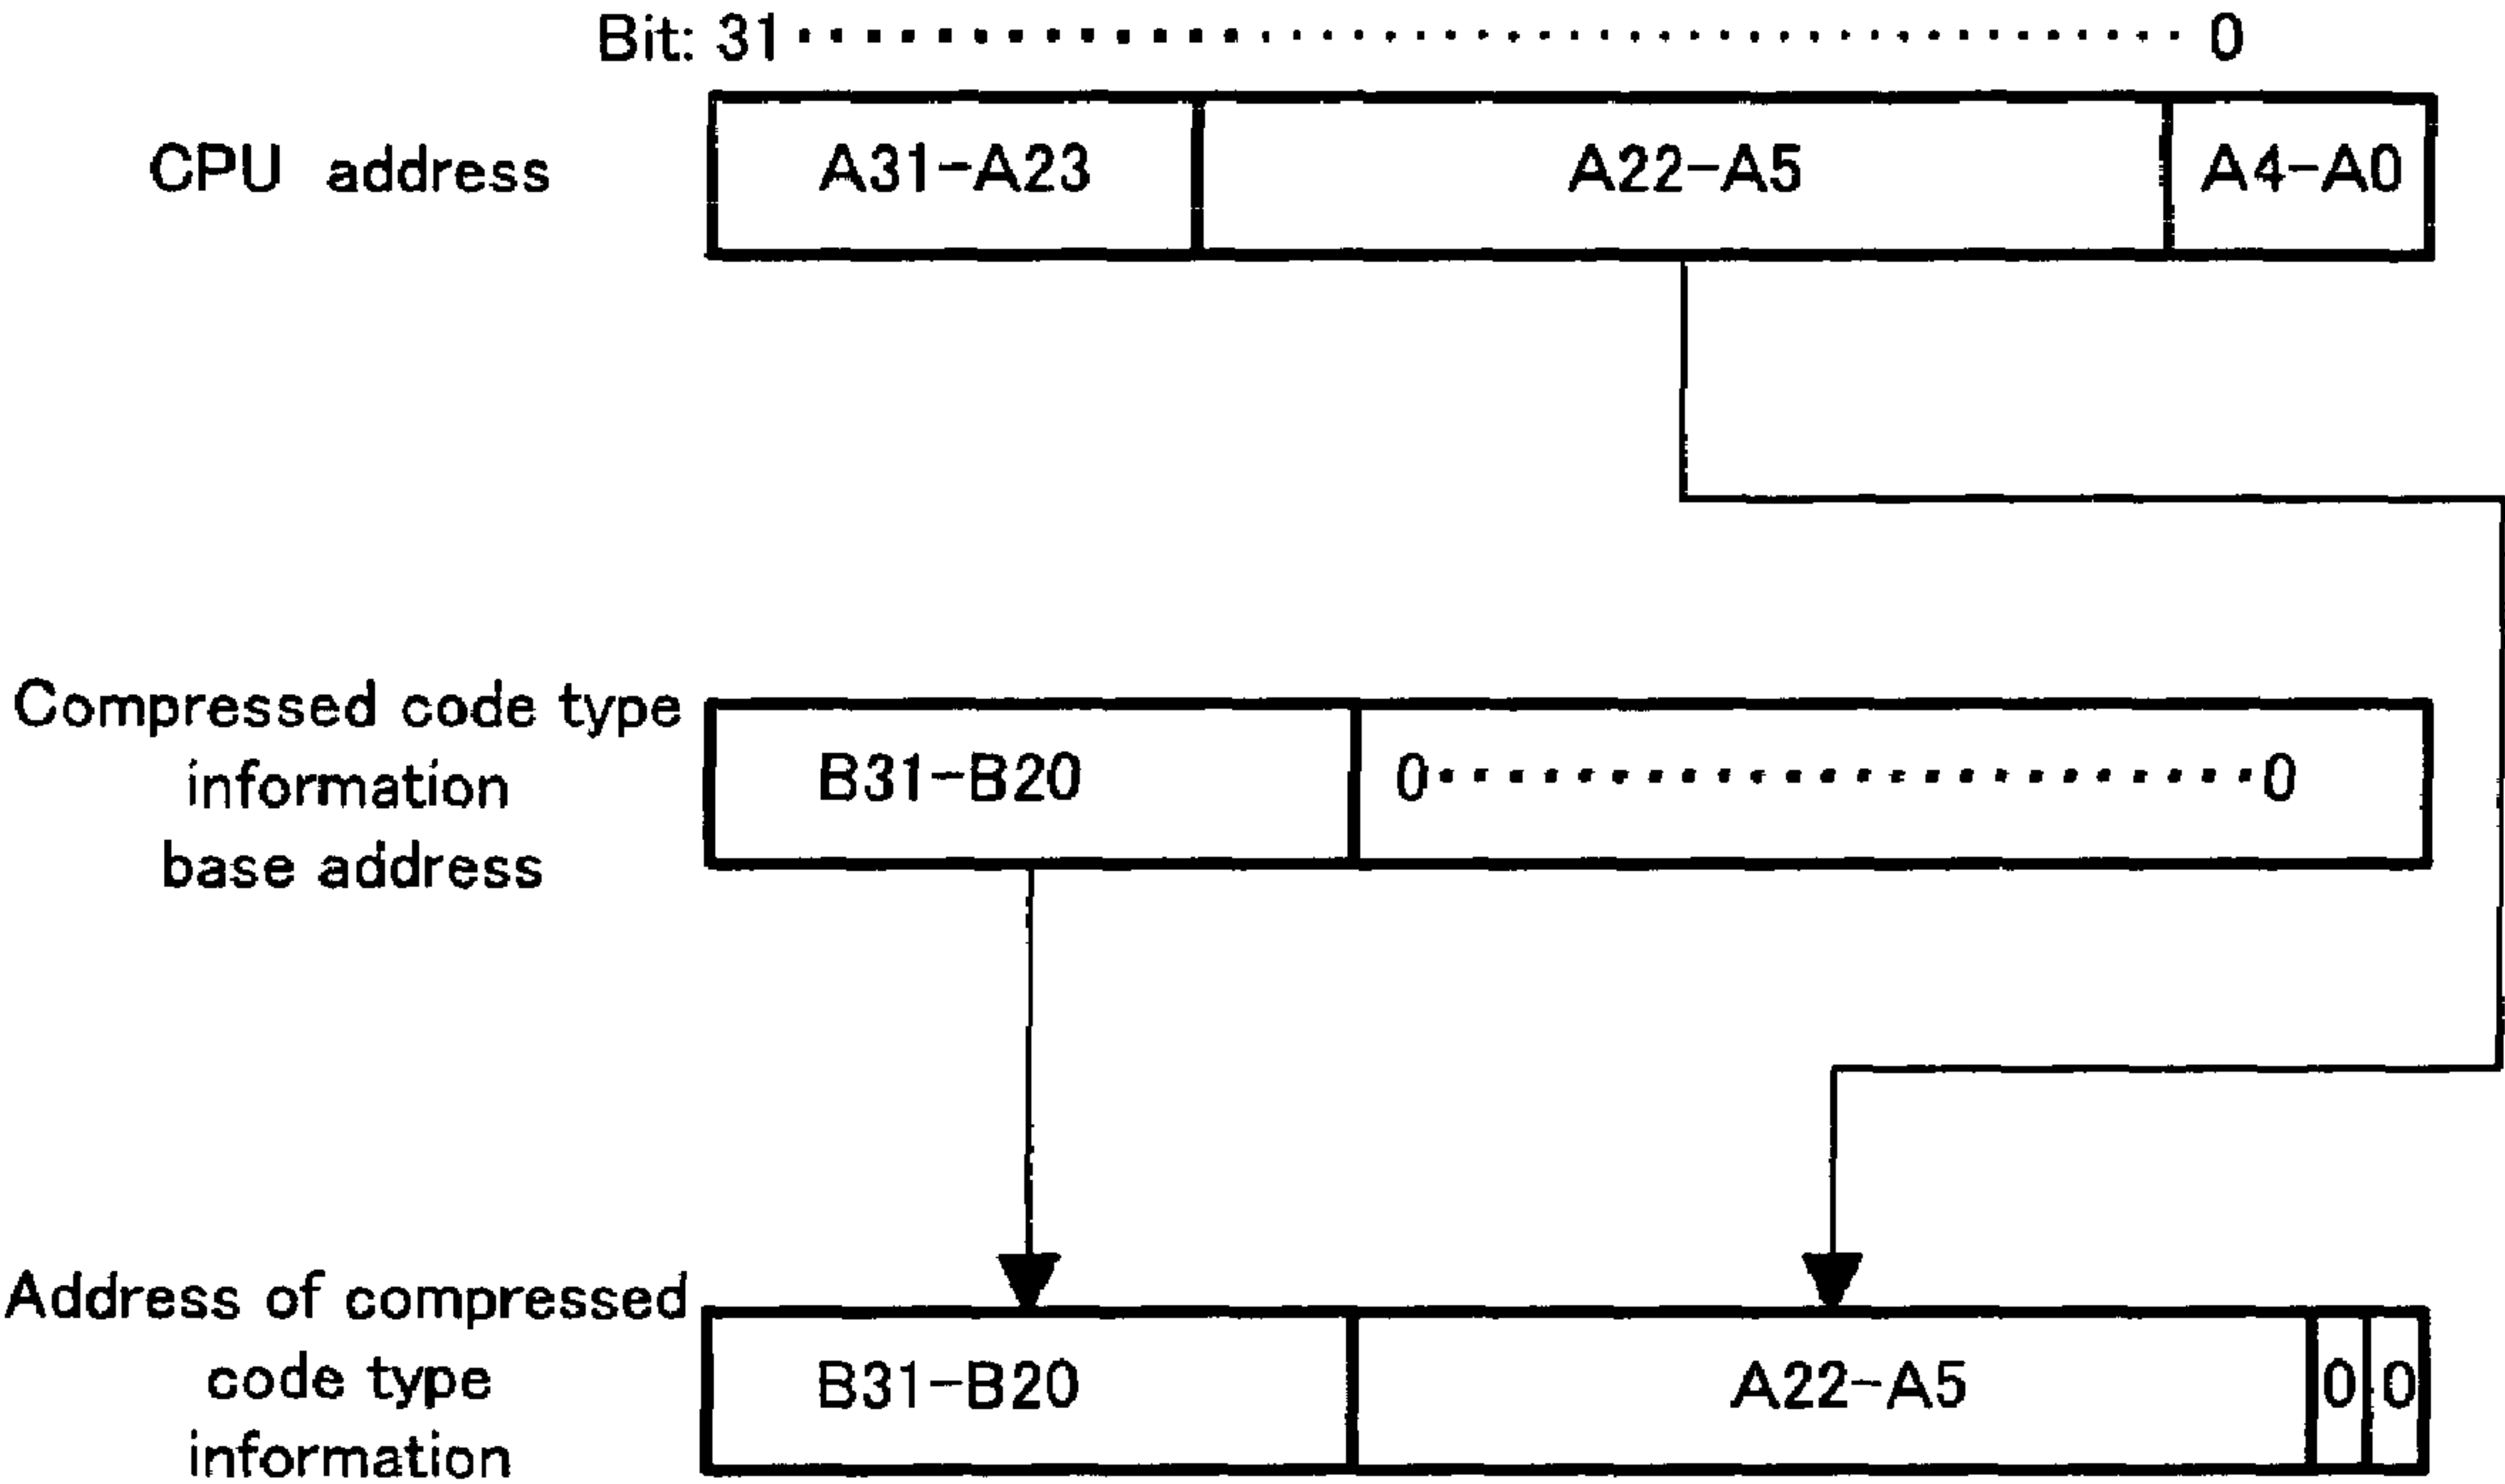 Bit: 31 · · · · · · · · · · · · · · · · · · · · · · · · · · · · · · · · · · · · · · · · · · · 0
CPU address
A31-A23 A22-A5 A4-A0
Compressed code type
information
base address
B31-B20 0 · · · · · · · · · · · · · · · · · · · · · · · · 0
Address of compressed
code type
information
B31-B20 A22-A5 0 0